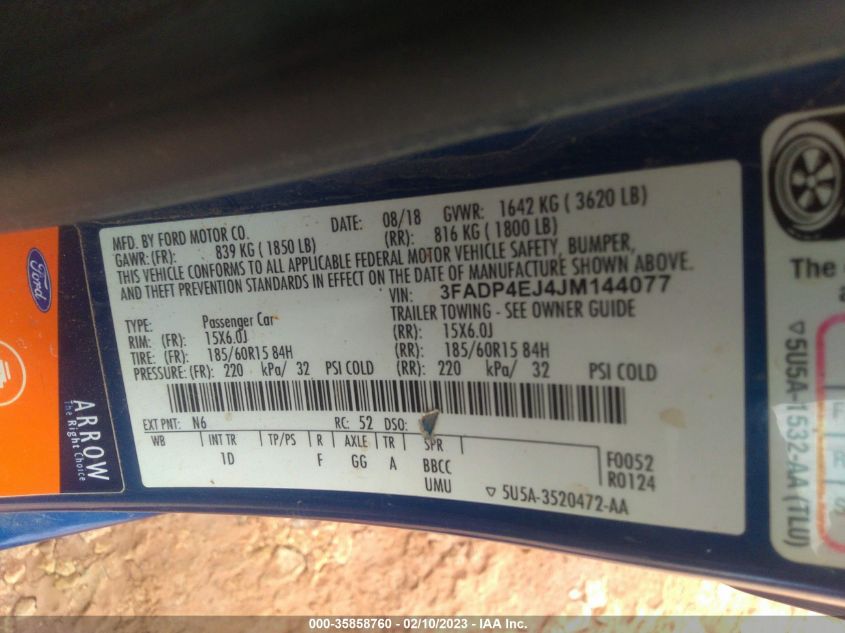 MFD. BY FORD MOTOR CO. DATE: 08/18 GVWR: 1642 KG ( 3620 LB)
GAWR: (FR): 839 KG ( 1850 LB) (RR): 816 KG ( 1800 LB)
THIS VEHICLE CONFORMS TO ALL APPLICABLE FEDERAL MOTOR VEHICLE SAFETY, BUMPER,
AND THEFT PREVENTION STANDARDS IN EFFECT ON THE DATE OF MANUFACTURE SHOWN ABOVE.
VIN: 3FADP4EJ4JM144077
TYPE: Passenger Car TRAILER TOWING - SEE OWNER GUIDE
RIM: (FR): 15X6.0J (RR): 15X6.0J
TIRE: (FR): 185/60R15 84H (RR): 185/60R15 84H
PRESSURE: (FR): 220 kPa/ 32 PSI COLD (RR): 220 kPa/ 32 PSI COLD
EXT PNT: N6 RC: 52 DSO:
WB INT TR TP/PS R AXLE TR SPR
1D F GG A BBCC
UMU
F0052
R0124
▽ 5U5A-3520472-AA
Ford
ARROW
The Right Choice
The
▽5U5A-1532-AA (TLU)
000-35858760 - 02/10/2023 - IAA Inc.